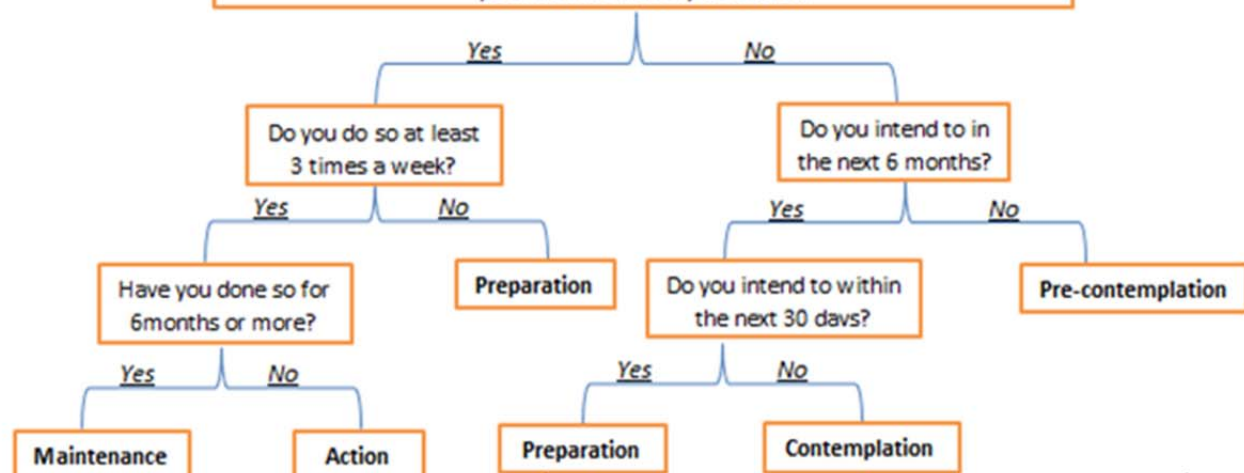 Yes
No
Do you do so at least
3 times a week?
Do you intend to in
the next 6 months?
Yes
No
Yes
No
Have you done so for
6months or more?
Preparation
Do you intend to within
the next 30 days?
Pre-contemplation
Yes
No
Yes
No
Maintenance
Action
Preparation
Contemplation